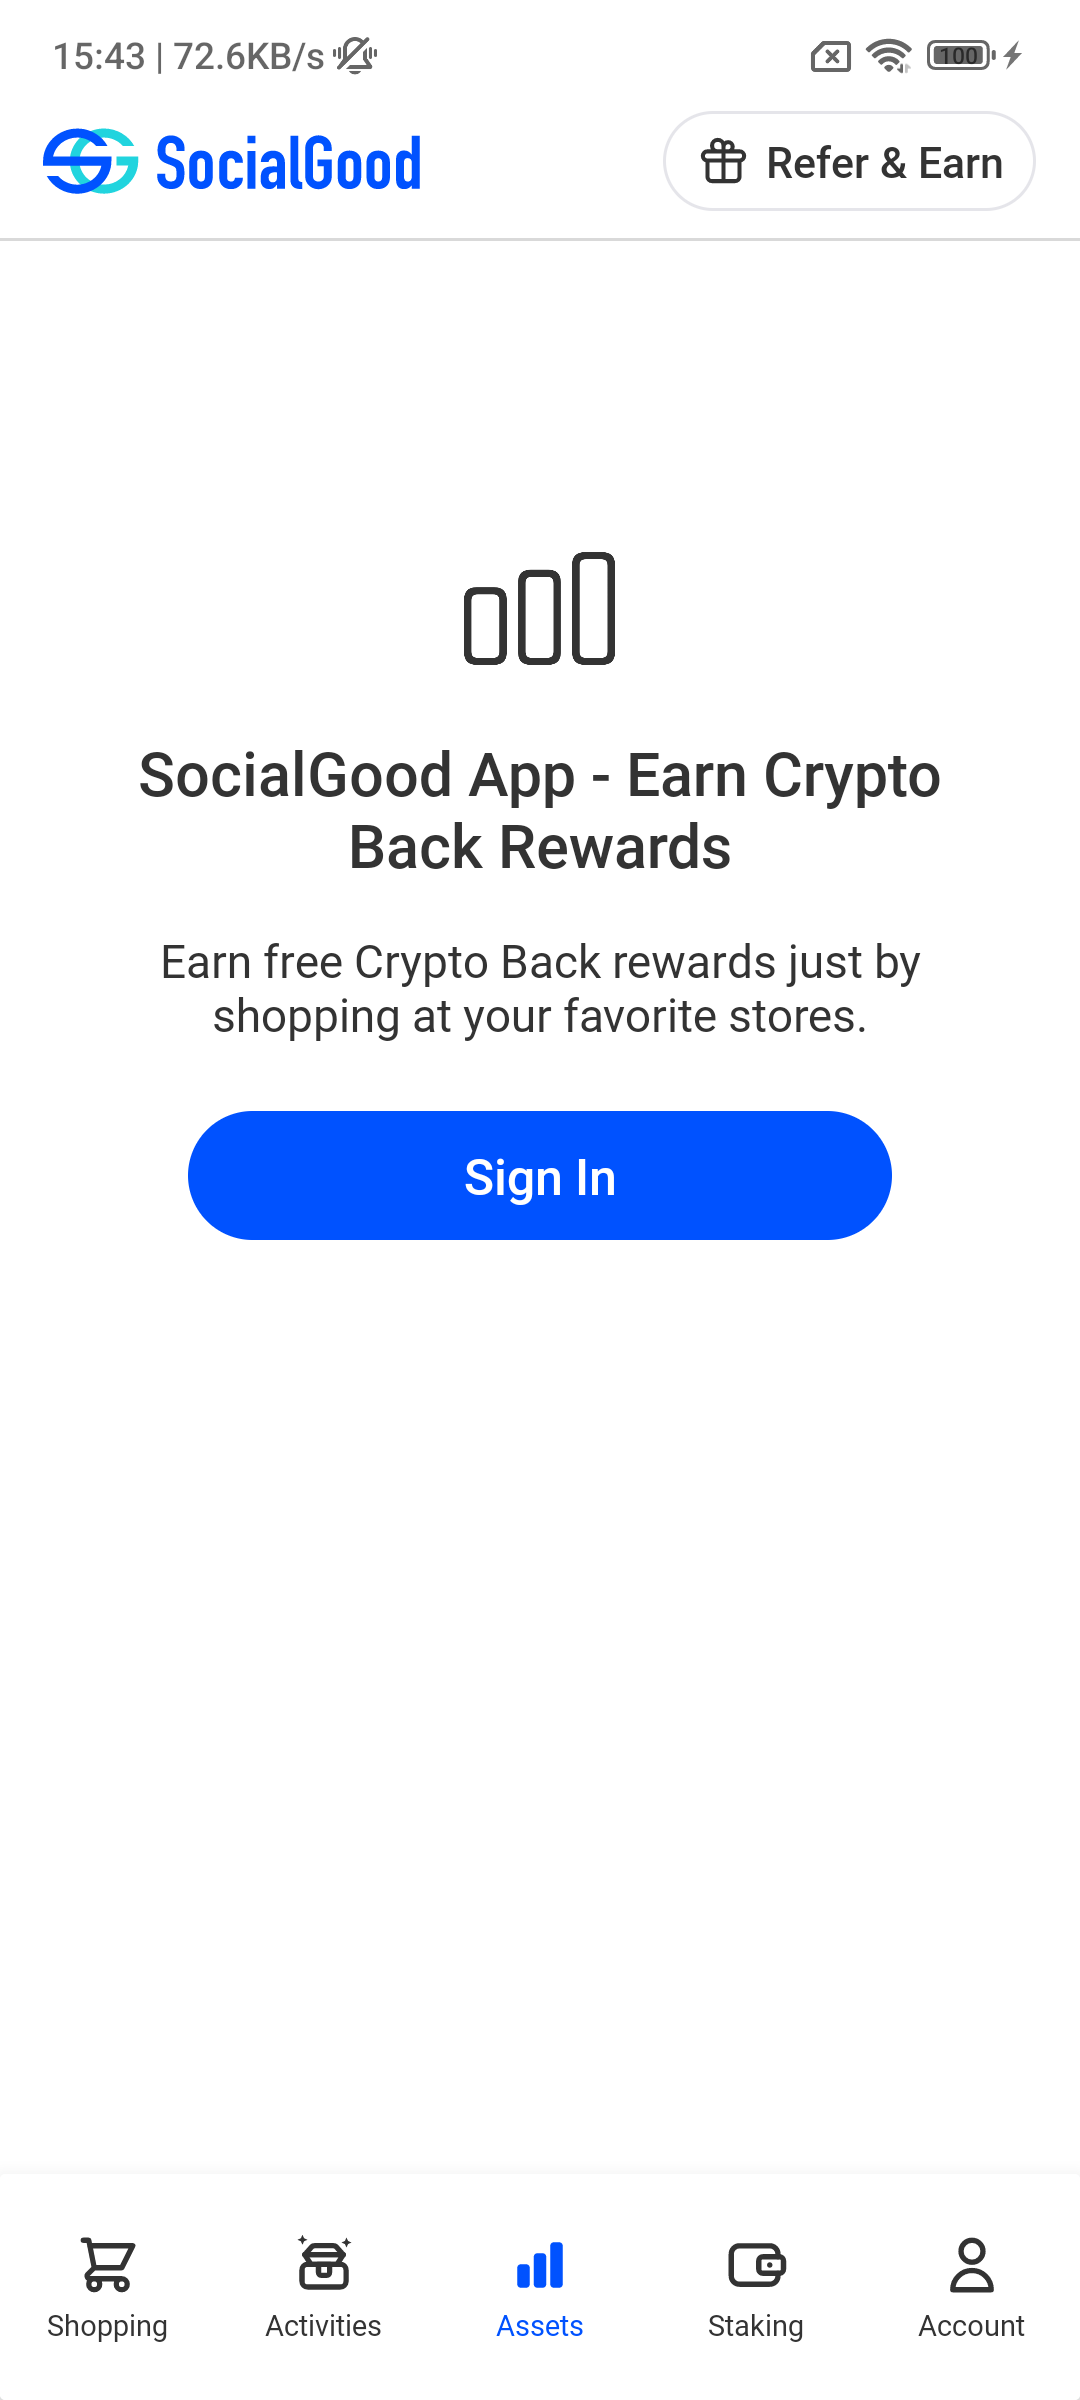 15:43 | 72.6KB/s
100
SocialGood
Refer & Earn
SocialGood App - Earn Crypto
Back Rewards
Earn free Crypto Back rewards just by
shopping at your favorite stores.
Sign In
Shopping
Activities
Assets
Staking
Account